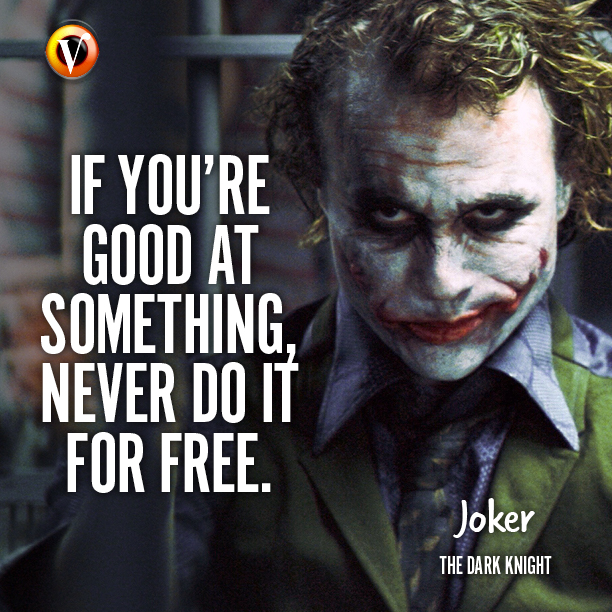 V
IF YOU'RE
GOOD AT
SOMETHING,
NEVER DO IT
FOR FREE.
Joker
THE DARK KNIGHT